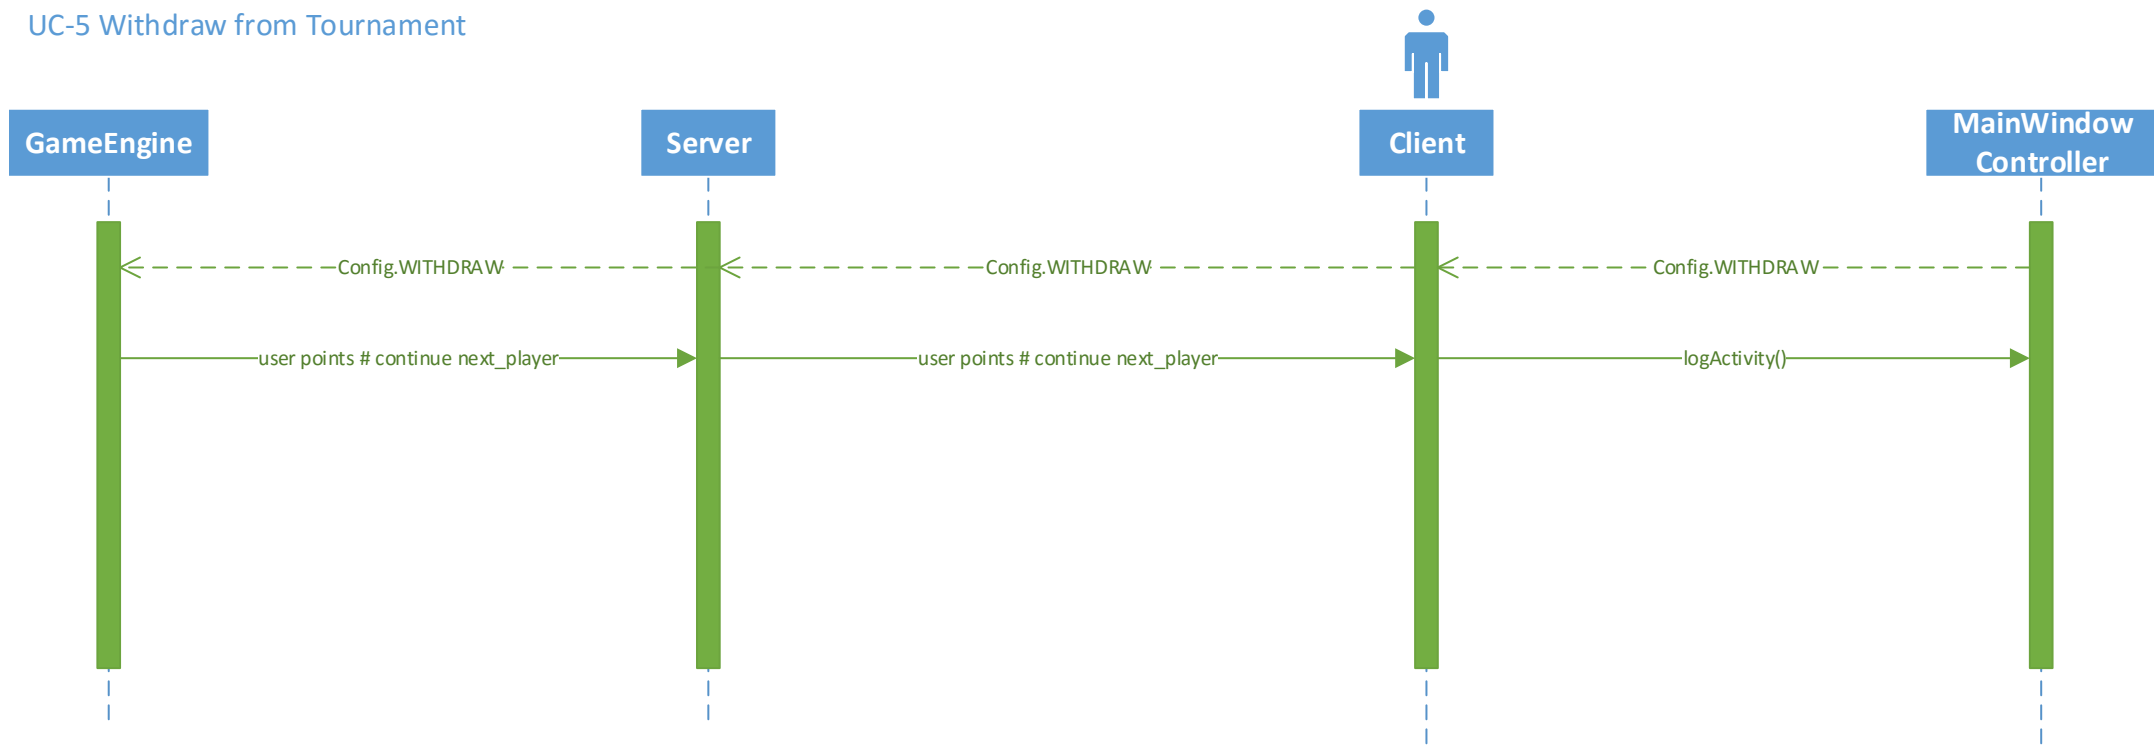 UC-5 Withdraw from Tournament
GameEngine
Server
Client
MainWindow
Controller
Config.WITHDRAW
Config.WITHDRAW
Config.WITHDRAW
user points # continue next_player
user points # continue next_player
logActivity()